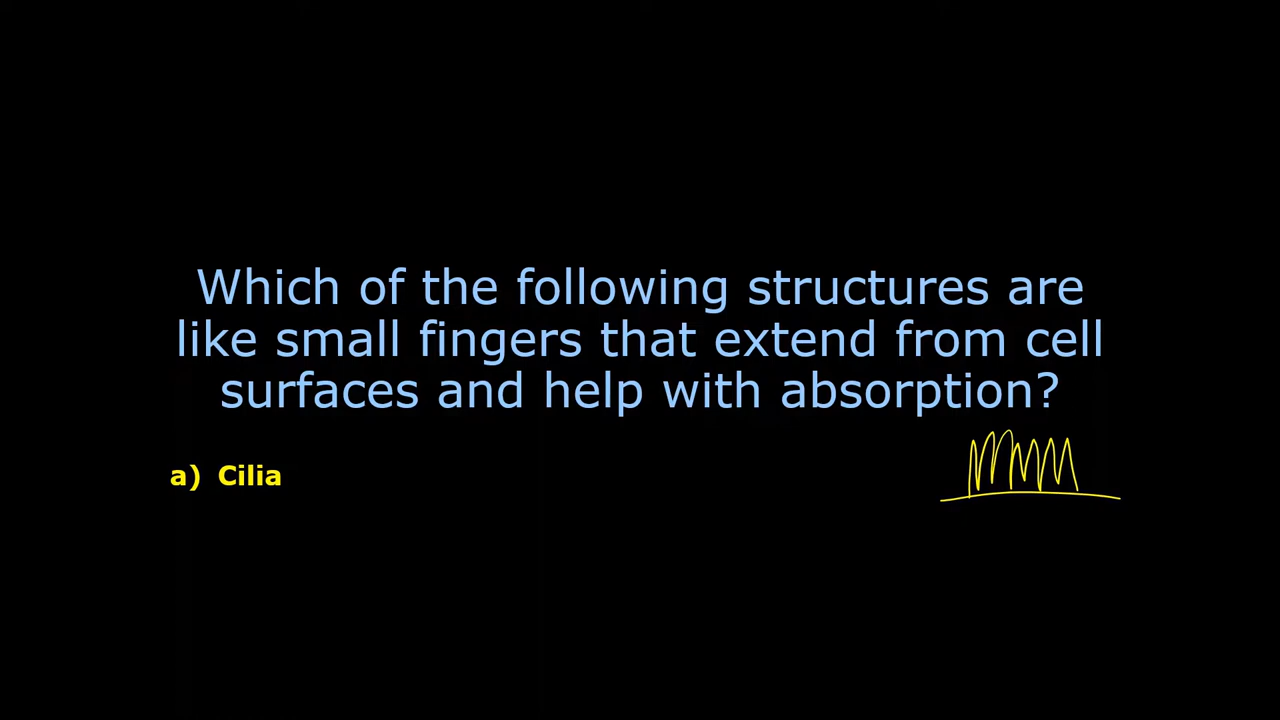 Which of the following structures are
like small fingers that extend from cell
surfaces and help with absorption?
a) Cilia